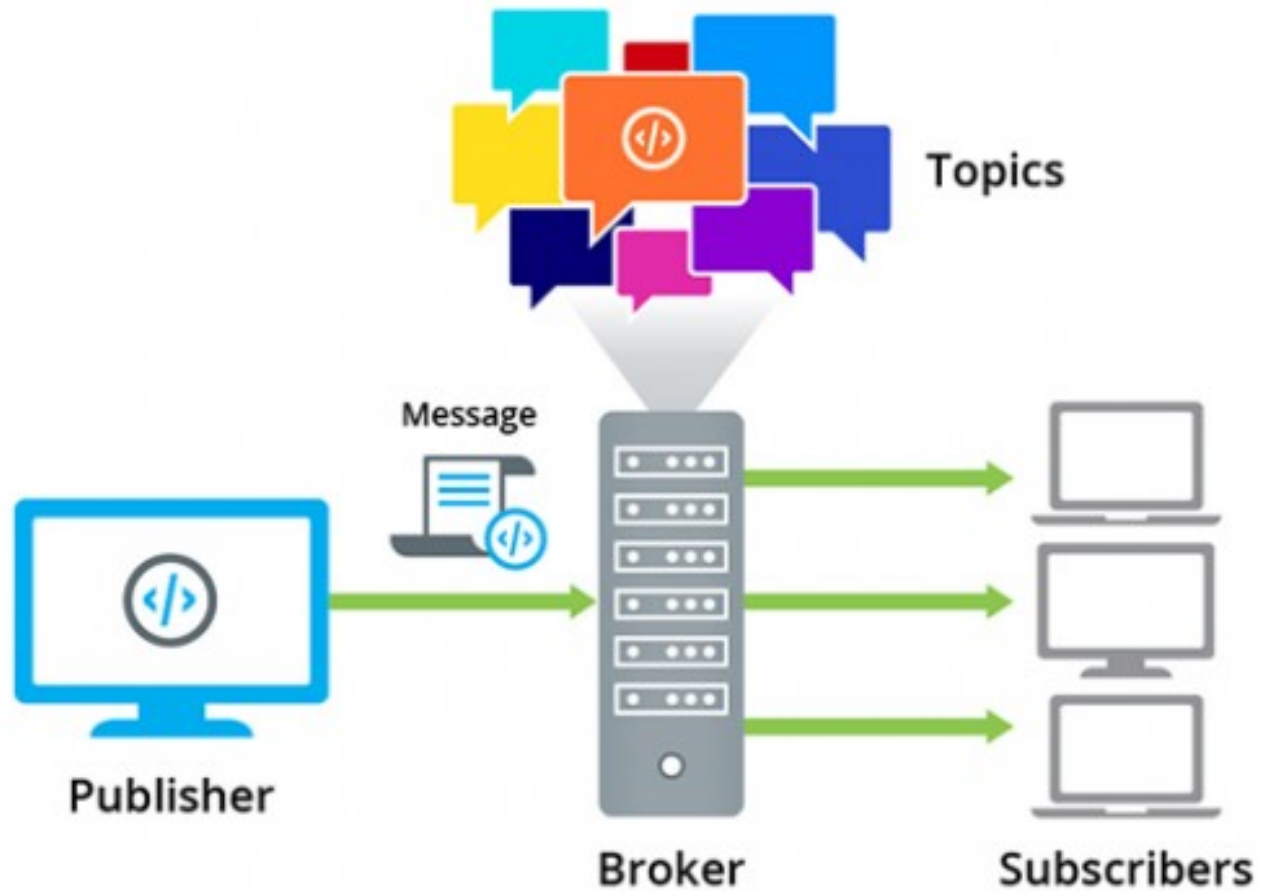 Topics
Message
</>
</>
</>
Publisher
Broker
Subscribers